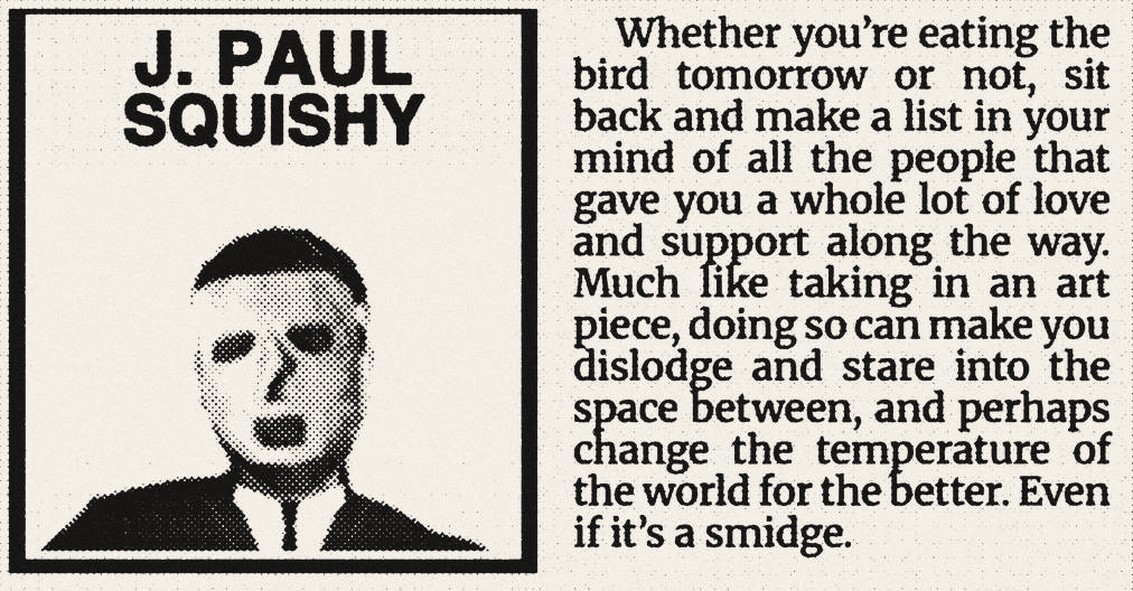 J. PAUL
SQUISHY
Whether you’re eating the
bird tomorrow or not, sit
back and make a list in your
mind of all the people that
gave you a whole lot of love
and support along the way.
Much like taking in an art
piece, doing so can make you
dislodge and stare into the
space between, and perhaps
change the temperature of
the world for the better. Even
if it’s a smidge.